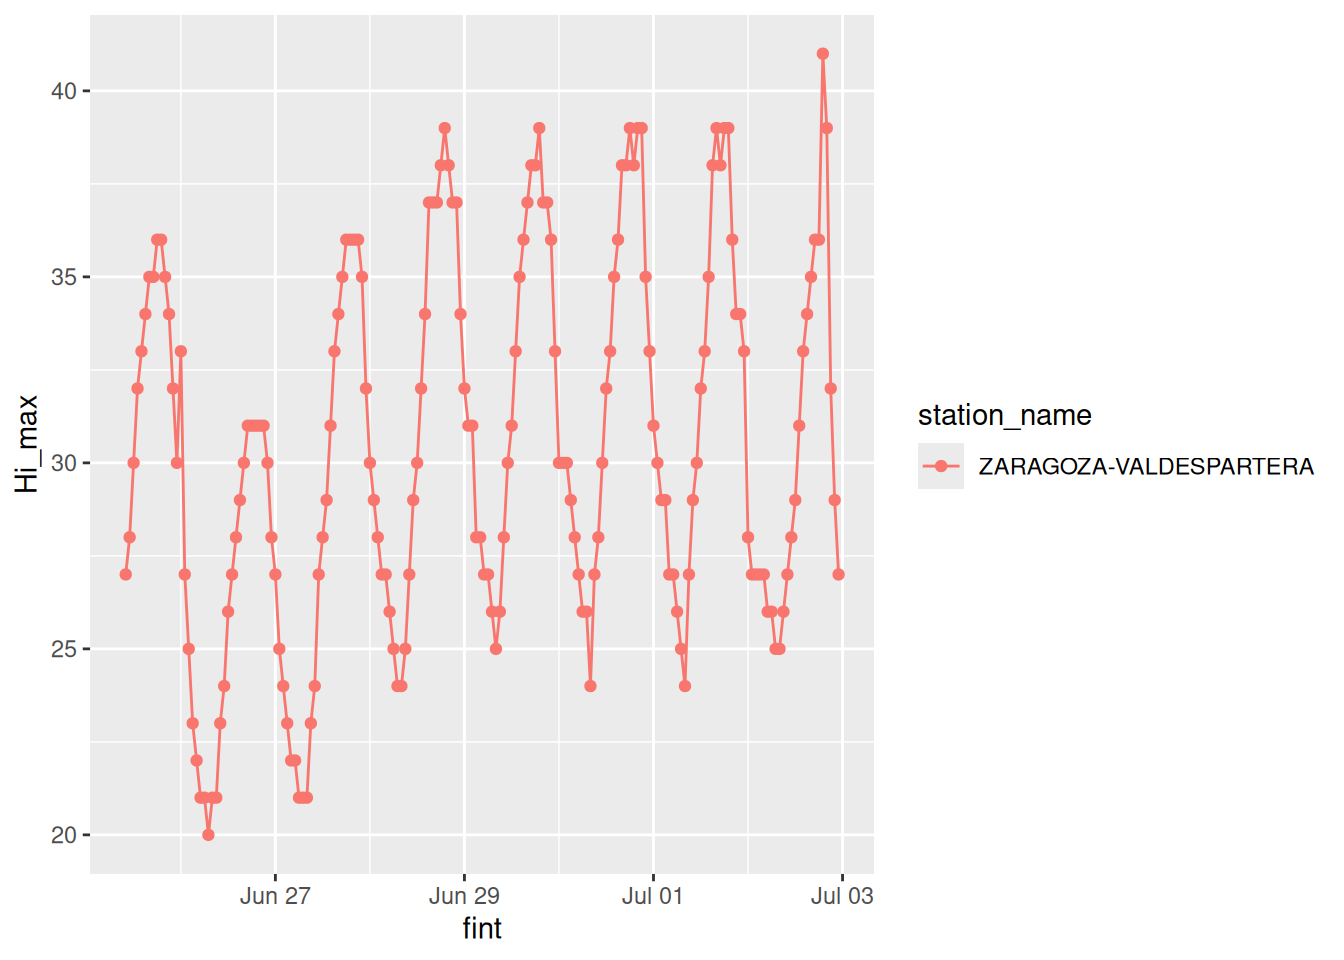 Hi_max
40
35
30
25
20
Jun 27
Jun 29
Jul 01
Jul 03
fint
station_name
ZARAGOZA-VALDESPARTERA